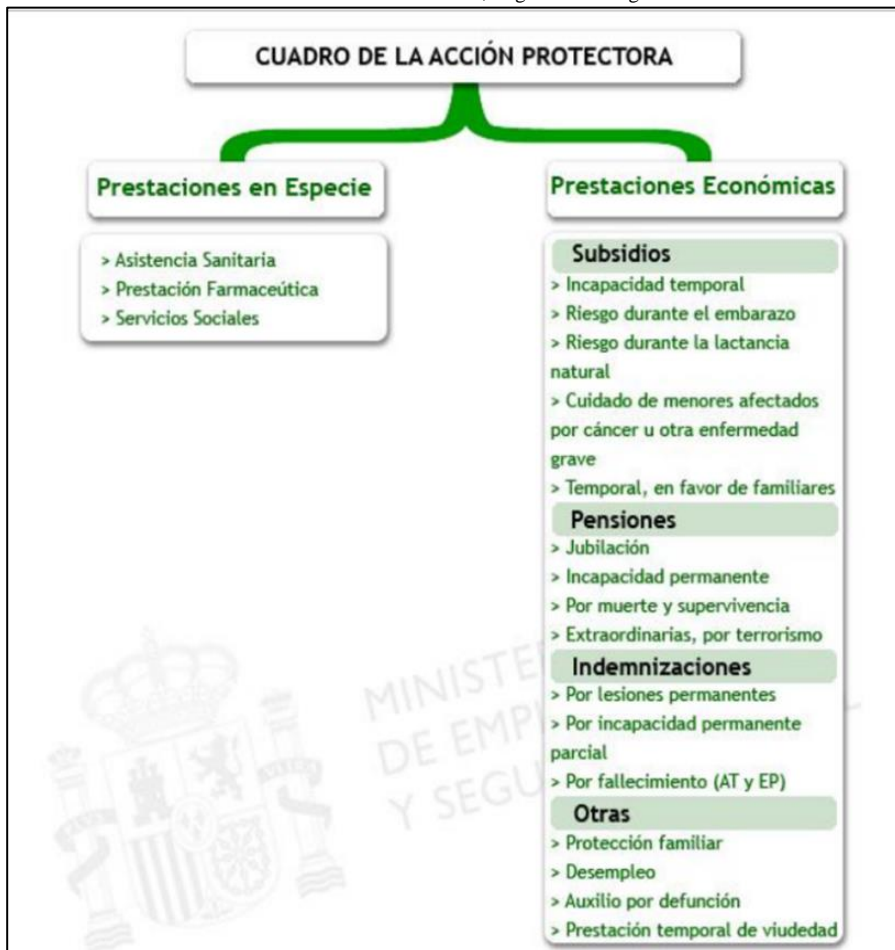 CUADRO DE LA ACCIÓN PROTECTORA
Prestaciones en Especie
> Asistencia Sanitaria
> Prestación Farmaceútica
> Servicios Sociales
Prestaciones Económicas
Subsidios
> Incapacidad temporal
> Riesgo durante el embarazo
> Riesgo durante la lactancia
natural
> Cuidado de menores afectados
por cáncer u otra enfermedad
grave
> Temporal, en favor de familiares
Pensiones
> Jubilación
> Incapacidad permanente
> Por muerte y supervivencia
> Extraordinarias, por terrorismo
Indemnizaciones
> Por lesiones permanentes
> Por incapacidad permanente
parcial
> Por fallecimiento (AT y EP)
Otras
> Protección familiar
> Desempleo
> Auxilio por defunción
> Prestación temporal de viudedad